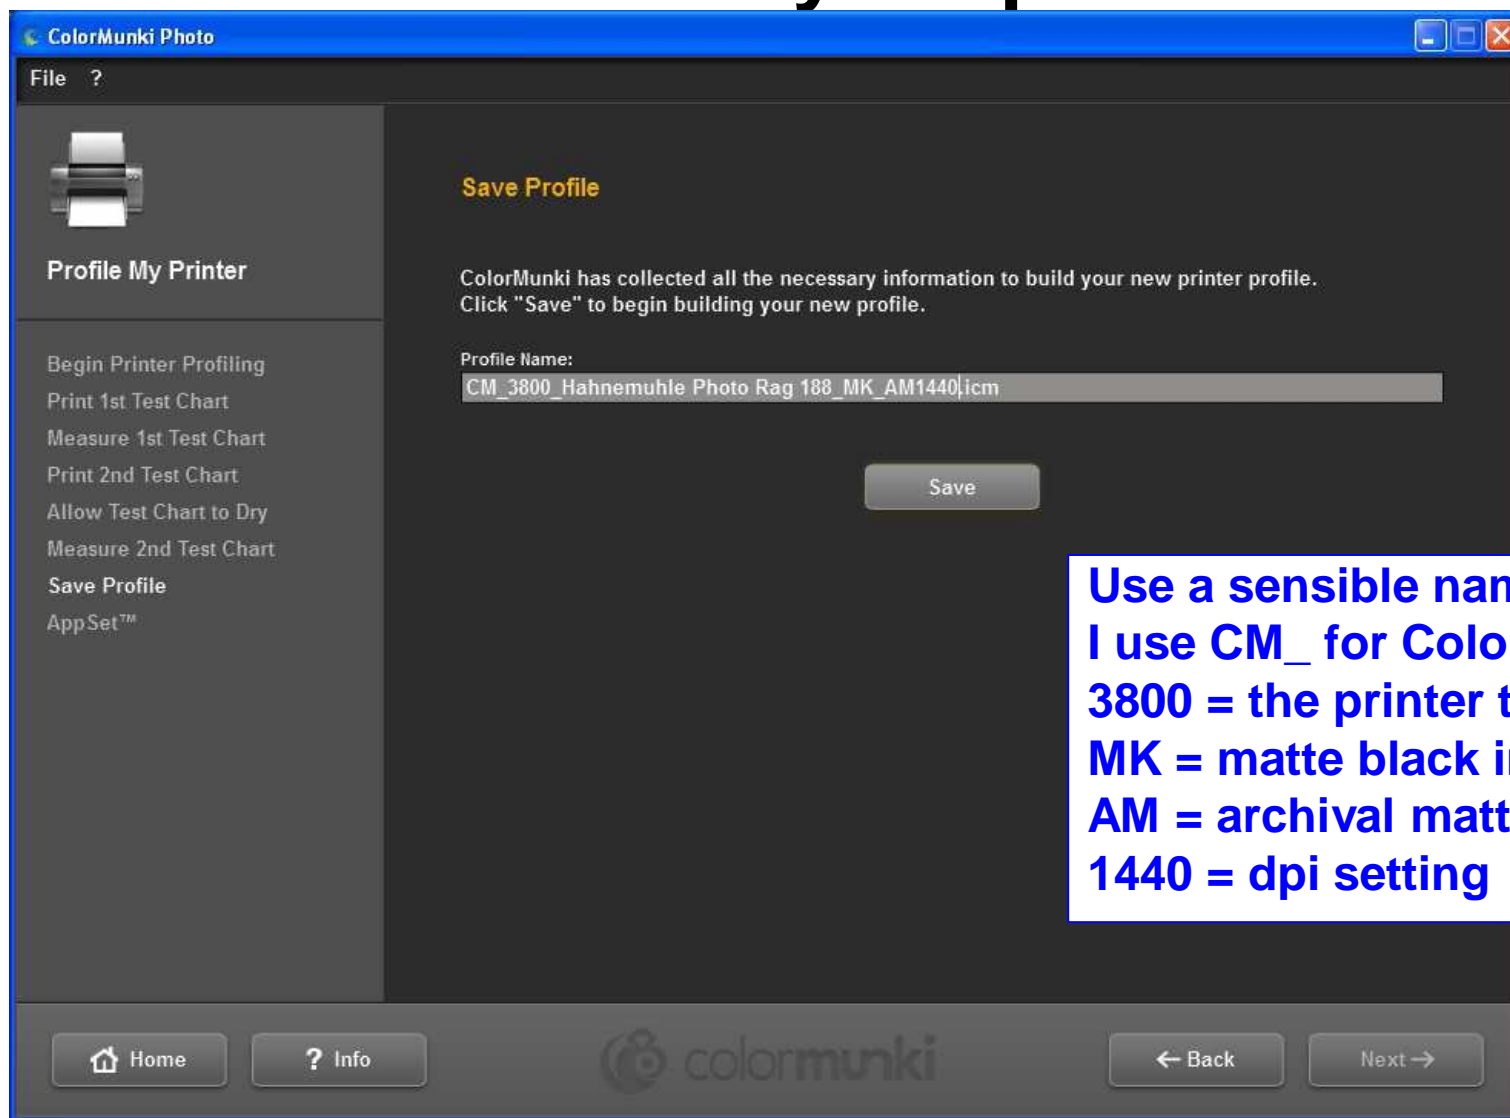 ColorMunki Photo
File ?
Profile My Printer
Begin Printer Profiling
Print 1st Test Chart
Measure 1st Test Chart
Print 2nd Test Chart
Allow Test Chart to Dry
Measure 2nd Test Chart
Save Profile
AppSet™
Save Profile
ColorMunki has collected all the necessary information to build your new printer profile.
Click "Save" to begin building your new profile.
Profile Name:
CM_3800_Hahnemuhle Photo Rag 188_MK_AM1440.icm
Save
Use a sensible
I use CM_ for
3800 = the printer
MK = matte black
AM = archival
1440 = dpi setting
Home
? Info
colormunki
← Back
Next →